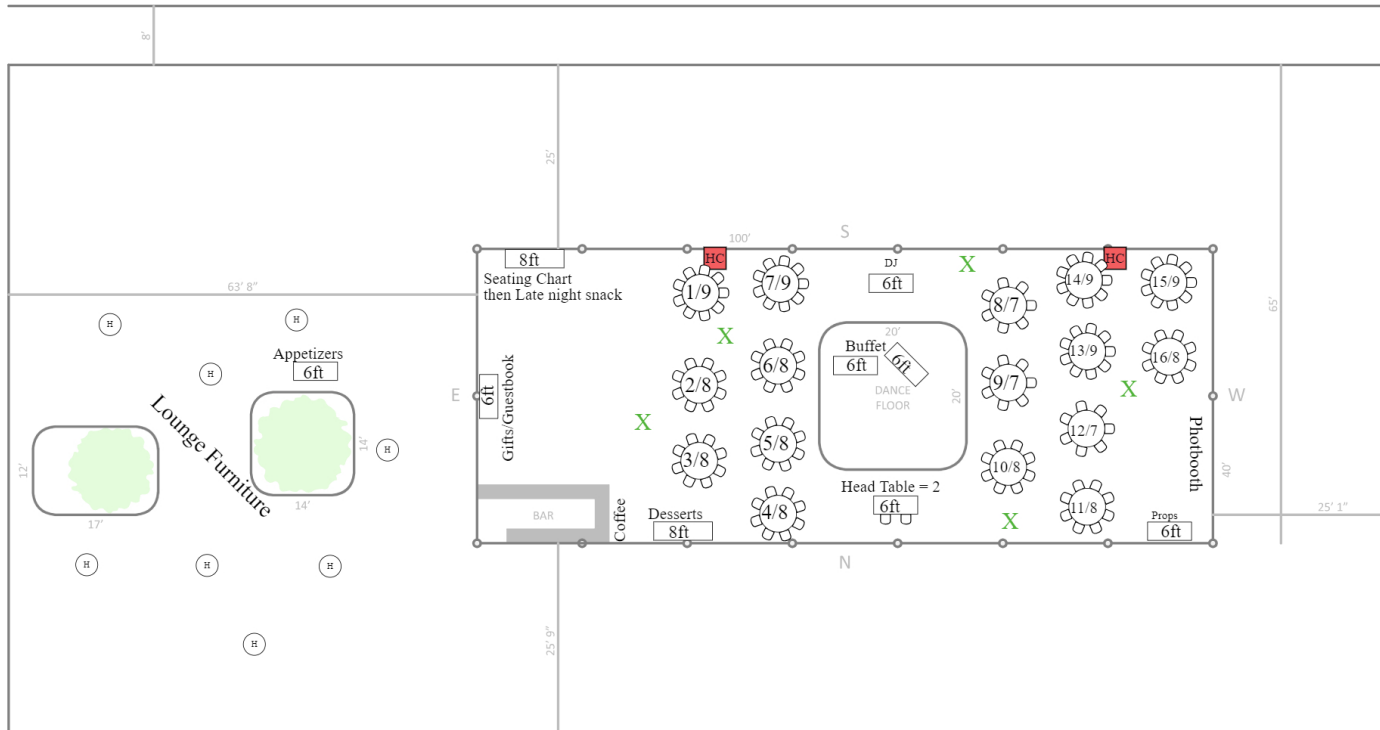 8'
25'
S
100'
HC
HC
8ft
DJ
X
Seating Chart
then Late night snack
1/9
7/9
6ft
14/9
15/9
63' 8"
8/7
65'
H
H
X
20'
Appetizers
6ft
Buffet
6ft
6ft
13/9
16/8
H
6/8
2/8
9/7
X
E
6ft
Gifts/Guestbook
DANCE
FLOOR
20'
W
Lounge Furniture
X
5/8
12/7
H
14'
3/8
10/8
Photbooth
40'
12'
Head Table = 2
6ft
14'
17'
BAR
Coffee
Desserts
8ft
4/8
X
11/8
Props
6ft
25' 1"
H
H
H
N
H
25' 9"